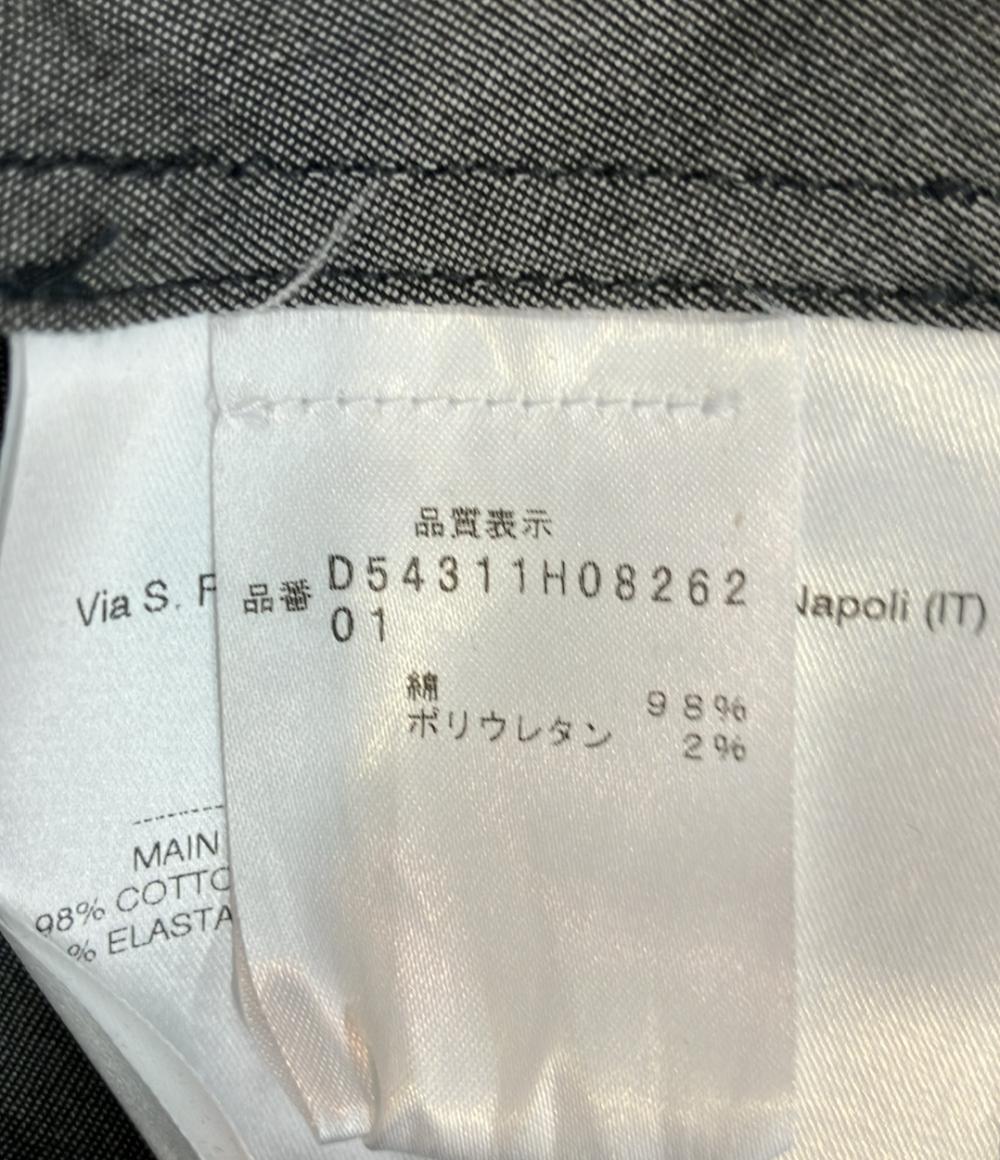 品質表示
品番 D54311H08262
01
綿 98%
ポリウレタン 2%
Via S. Napoli (IT)
MAIN
98% COTTO
% ELASTA